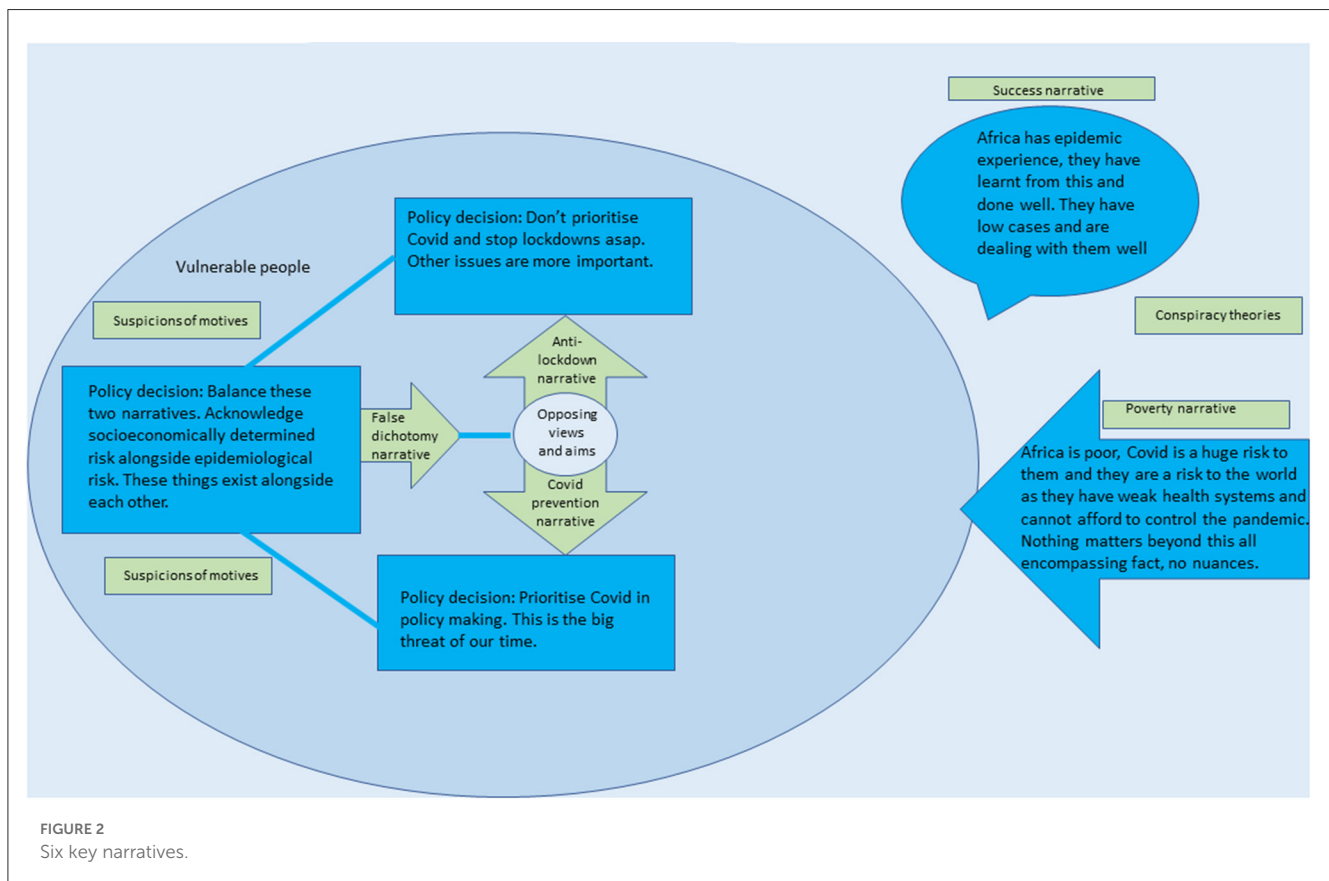 Success narrative
Africa has epidemic
experience, they have
learnt from this and
done well. They have
low cases and are
dealing with them well
Conspiracy theories
Poverty narrative
Africa is poor, Covid is a huge risk to
them and they are a risk to the world
as they have weak health systems and
cannot afford to control the pandemic.
Nothing matters beyond this all
encompassing fact, no nuances.
Vulnerable people
Suspicions of motives
Policy decision: Don't prioritise
Covid and stop lockdowns asap.
Other issues are more important.
Policy decision: Balance these
two narratives. Acknowledge
socioeconomically determined
risk alongside epidemiological
risk. These things exist alongside
each other.
False
dichotomy
narrative
Anti-
lockdown
narrative
Opposing
views
and aims
Covid
prevention
narrative
Suspicions of motives
Policy decision: Prioritise Covid in
policy making. This is the big
threat of our time.
FIGURE 2
Six key narratives.